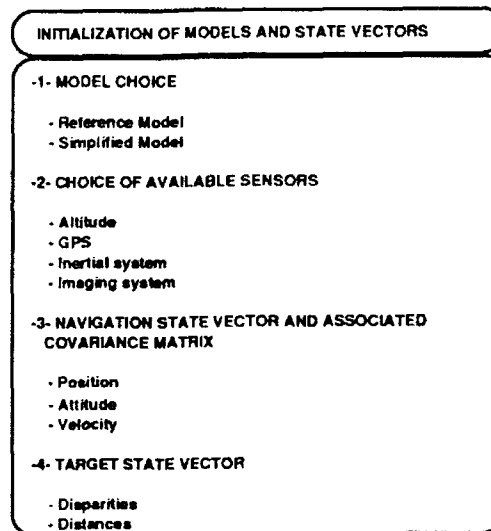 INITIALIZATION OF MODELS AND STATE VECTORS
-1- MODEL CHOICE
- Reference Model
- Simplified Model
-2- CHOICE OF AVAILABLE SENSORS
- Altitude
- GPS
- Inertial system
- Imaging system
-3- NAVIGATION STATE VECTOR AND ASSOCIATED
COVARIANCE MATRIX
- Position
- Attitude
- Velocity
-4- TARGET STATE VECTOR
- Disparities
- Distances